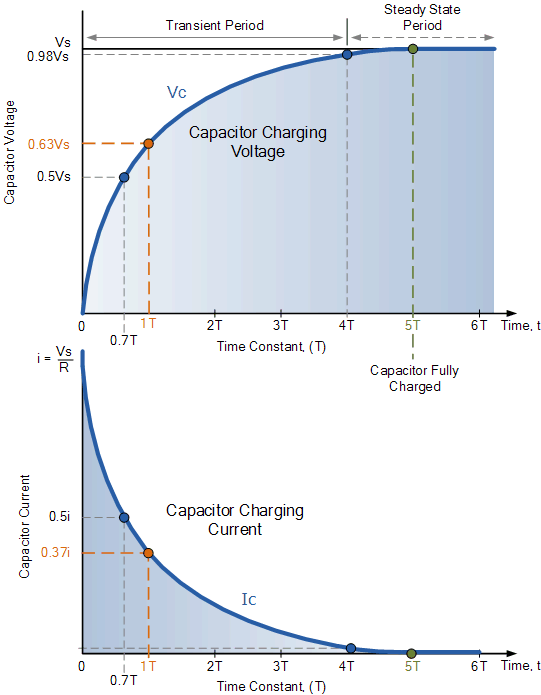 Transient Period
Steady State
Period
Vs
0.98Vs
Vc
Capacitor Charging
Voltage
0.63Vs
0.5Vs
Capacitor Voltage
0 1T 2T 3T 4T 5T 6T Time, t
0.7T
Time Constant, (T)
Capacitor Fully
Charged
i = Vs
R
Capacitor Charging
Current
0.5i
0.37i
Capacitor Current
Ic
0 1T 2T 3T 4T 5T 6T Time, t
0.7T
Time Constant, (T)